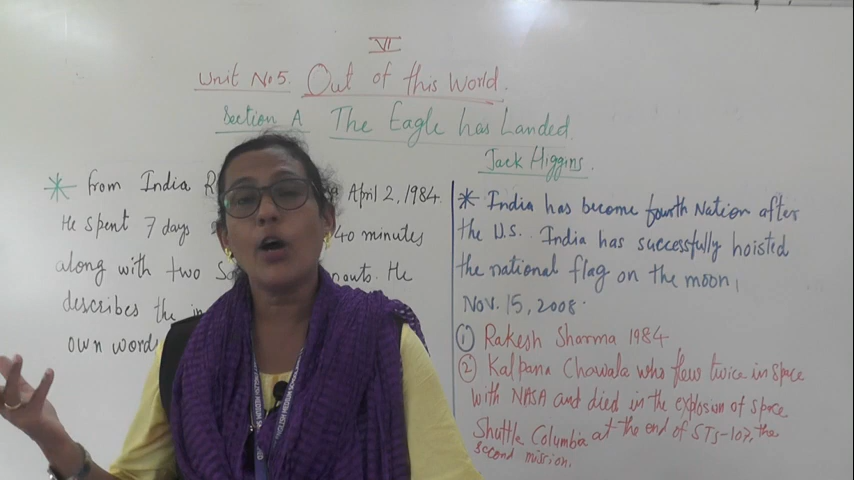 VI
Unit No 5. Out of this World.
Section A The Eagle has Landed.
Jack Higgins.
* from India R
April 2, 1984.
He spent 7 days
40 minutes
along with two
He
describes the in
own word
* India has become fourth Nation after
the U.S.. India has successfully hoisted
the national flag on the moon,
Nov. 15, 2008.
① Rakesh Sharma 1984
② Kalpana Chawala who flew twice in space
with NASA and died in the explosion of space
Shuttle Columbia at the end of STS-107, the
second mission.
ENGLISH MEDIUM